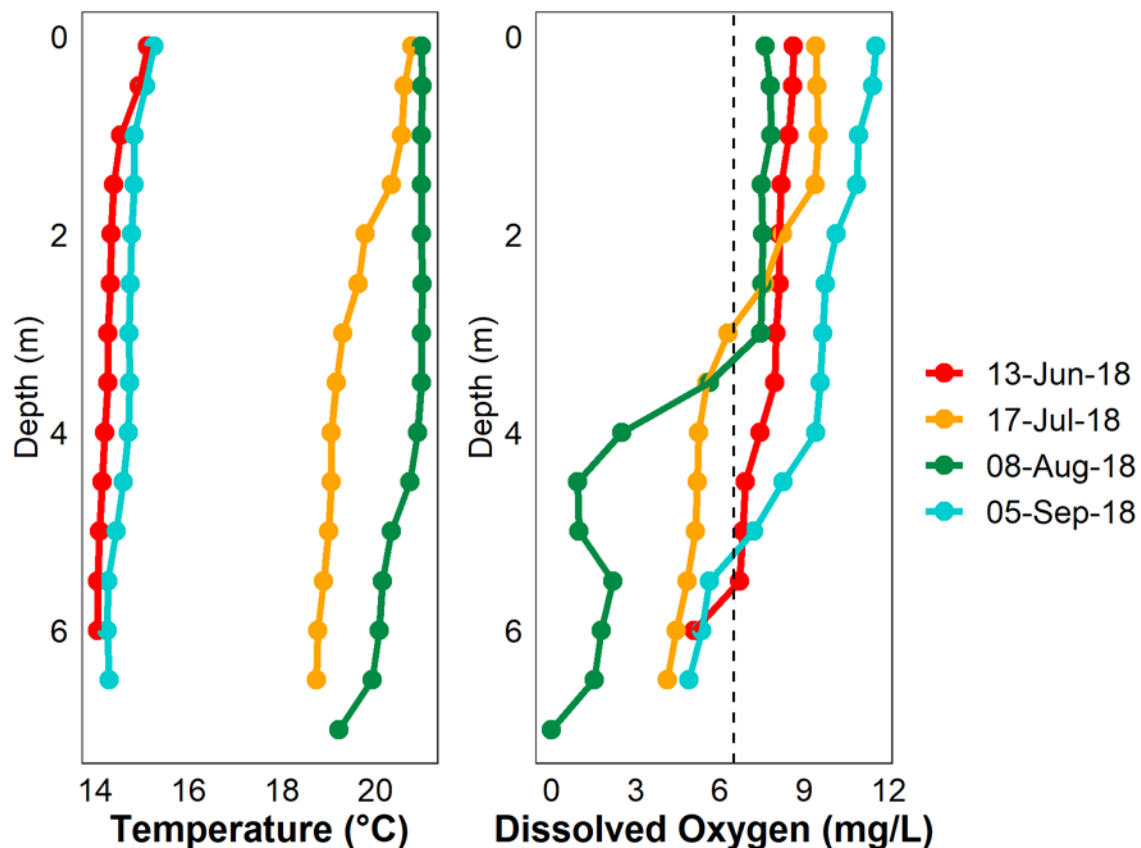 0
2
4
6
Depth (m)
14 16 18 20
Temperature (°C)
0
2
4
6
Depth (m)
0 3 6 9 12
Dissolved Oxygen (mg/L)
13-Jun-18
17-Jul-18
08-Aug-18
05-Sep-18